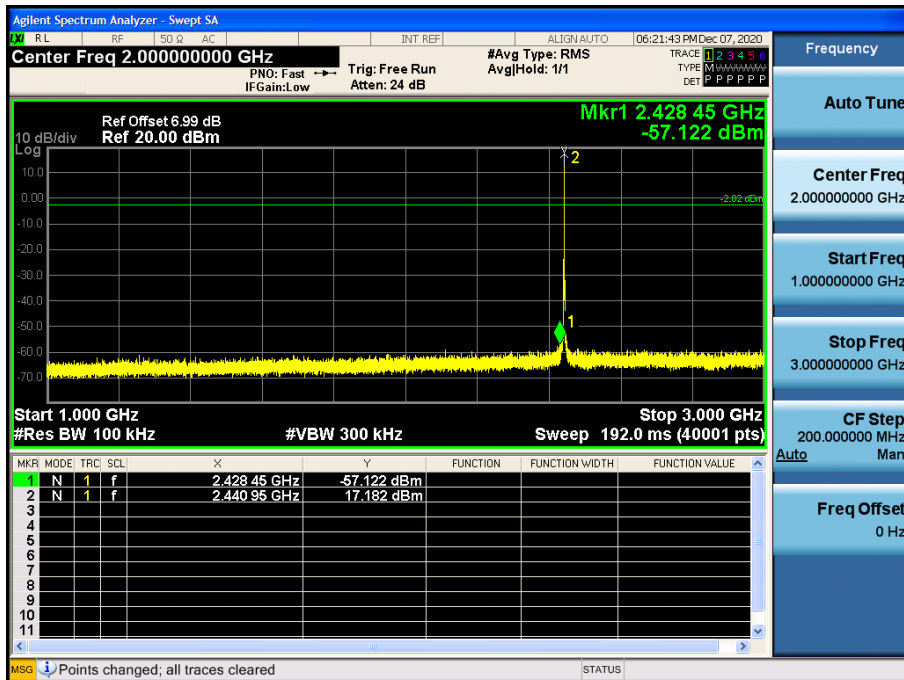 Agilent Spectrum Analyzer - Swept SA
LXI RL RF 50 Ω AC INT REF ALIGN AUTO 06:21:43 PM Dec 07, 2020
Center Freq 2.000000000 GHz
PNO: Fast
IFGain:Low
Trig: Free Run
Atten: 24 dB
#Avg Type: RMS
Avg|Hold: 1/1
TRACE 1 2 3 4 5 6
TYPE MWWWWW
DET P P P P P P
Frequency
Auto Tune
Center Freq
2.000000000 GHz
Start Freq
1.000000000 GHz
Stop Freq
3.000000000 GHz
CF Step
200.000000 MHz
Auto Man
Freq Offset
0 Hz
Mkr1 2.428 45 GHz
-57.122 dBm
Ref Offset 6.99 dB
10 dB/div Ref 20.00 dBm
Log
2
10.0
0.00
-2.02 dBm
-10.0
-20.0
-30.0
-40.0
-50.0
1
-60.0
-70.0
Start 1.000 GHz Stop 3.000 GHz
#Res BW 100 kHz #VBW 300 kHz Sweep 192.0 ms (40001 pts)
MKR MODE TRC SCL X Y FUNCTION FUNCTION WIDTH FUNCTION VALUE
1 N 1 f 2.428 45 GHz -57.122 dBm
2 N 1 f 2.440 95 GHz 17.182 dBm
3
4
5
6
7
8
9
10
11
MSG Points changed; all traces cleared STATUS